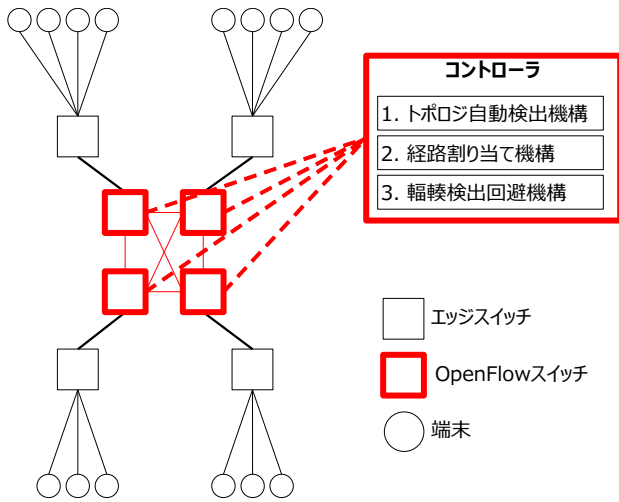 コントローラ
1. トポロジ自動検出機構
2. 経路割り当て機構
3. 輻輳検出回避機構
エッジスイッチ
OpenFlowスイッチ
端末